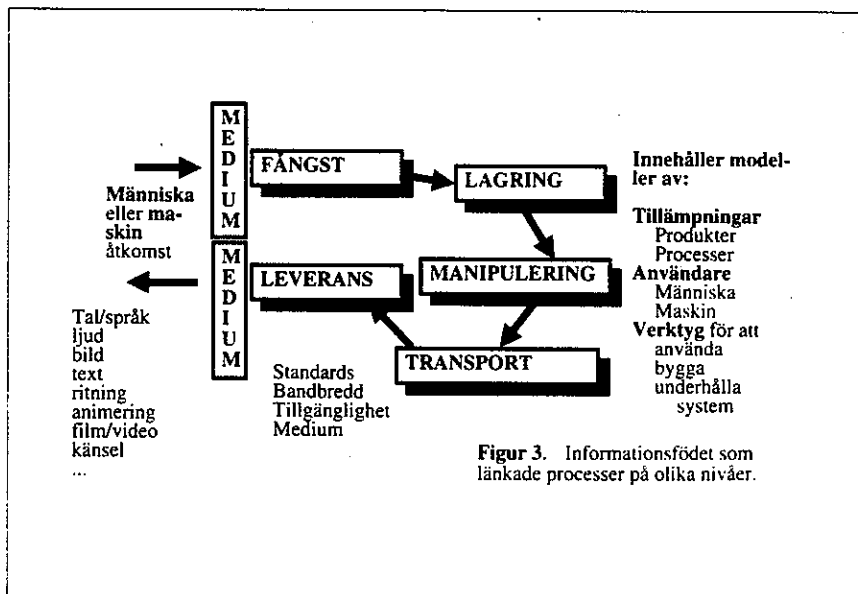 MEDIUM
FÅNGST
LAGRING
Människa
eller ma-
skin
åtkomst
MEDIUM
LEVERANS
MANIPULERING
TRANSPORT
Tal/språk
ljud
bild
text
ritning
animering
film/video
känsel
...
Standards
Bandbredd
Tillgänglighet
Medium
Innehåller model-
ler av:
Tillämpningar
Produkter
Processer
Användare
Människa
Maskin
Verktyg för att
använda
bygga
underhålla
system
Figur 3. Informationsfödet som
länkade processer på olika nivåer.